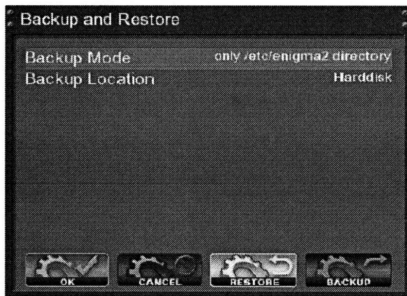 Backup and Restore
Backup Mode only /etc/enigma2 directory
Backup Location Harddisk
OK CANCEL RESTORE BACKUP